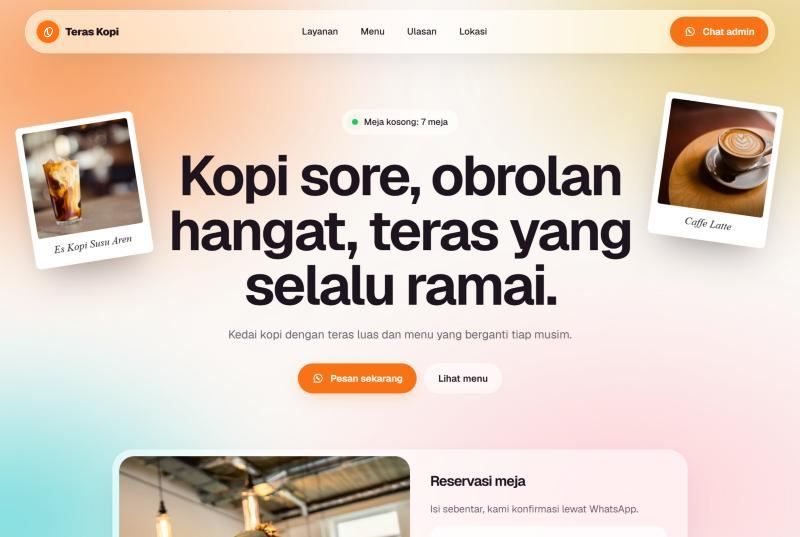 Teras Kopi
Layanan
Menu
Ulasan
Lokasi
Chat admin
Meja kosong: 7 meja
Kopi sore, obrolan
hangat, teras yang
selalu ramai.
Es Kopi Susu Aren
Caffe Latte
Kedai kopi dengan teras luas dan menu yang berganti tiap musim.
Pesan sekarang
Lihat menu
Reservasi meja
Isi sebentar, kami konfirmasi lewat WhatsApp.